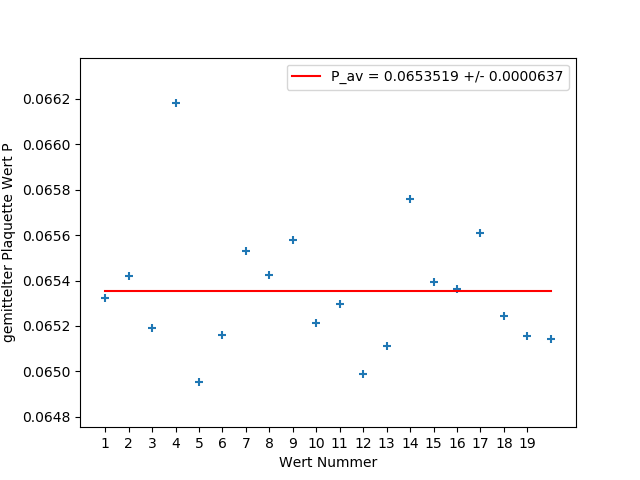 P_av = 0.0653519 +/- 0.0000637
gemittelter Plaquette Wert P
0.0662
0.0660
0.0658
0.0656
0.0654
0.0652
0.0650
0.0648
1 2 3 4 5 6 7 8 9 10 11 12 13 14 15 16 17 18 19
Wert Nummer